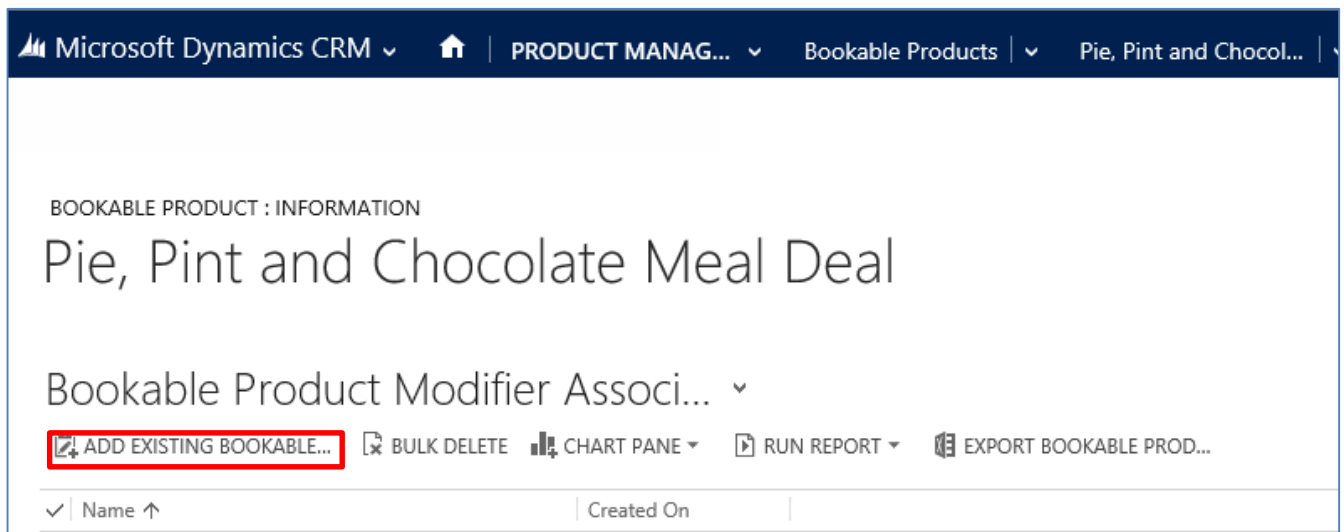 Microsoft Dynamics CRM PRODUCT MANAG... Bookable Products Pie, Pint and Chocol...
BOOKABLE PRODUCT : INFORMATION
Pie, Pint and Chocolate Meal Deal
Bookable Product Modifier Associ...
ADD EXISTING BOOKABLE... BULK DELETE CHART PANE RUN REPORT EXPORT BOOKABLE PROD...
Name Created On